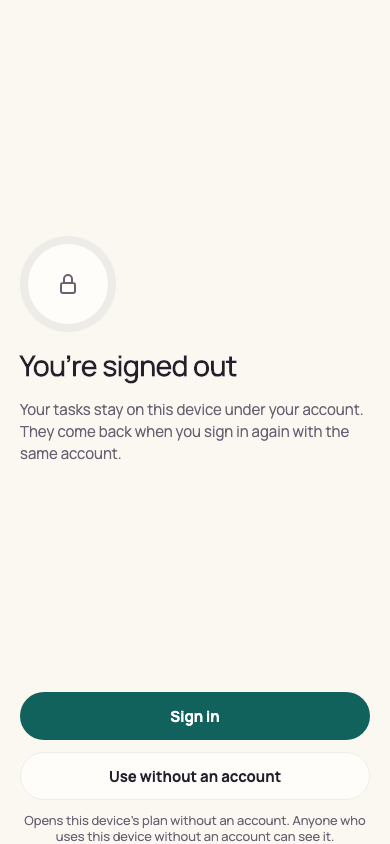 You’re signed out
Your tasks stay on this device under your account.
They come back when you sign in again with the
same account.
Sign in
Use without an account
Opens this device’s plan without an account. Anyone who
uses this device without an account can see it.